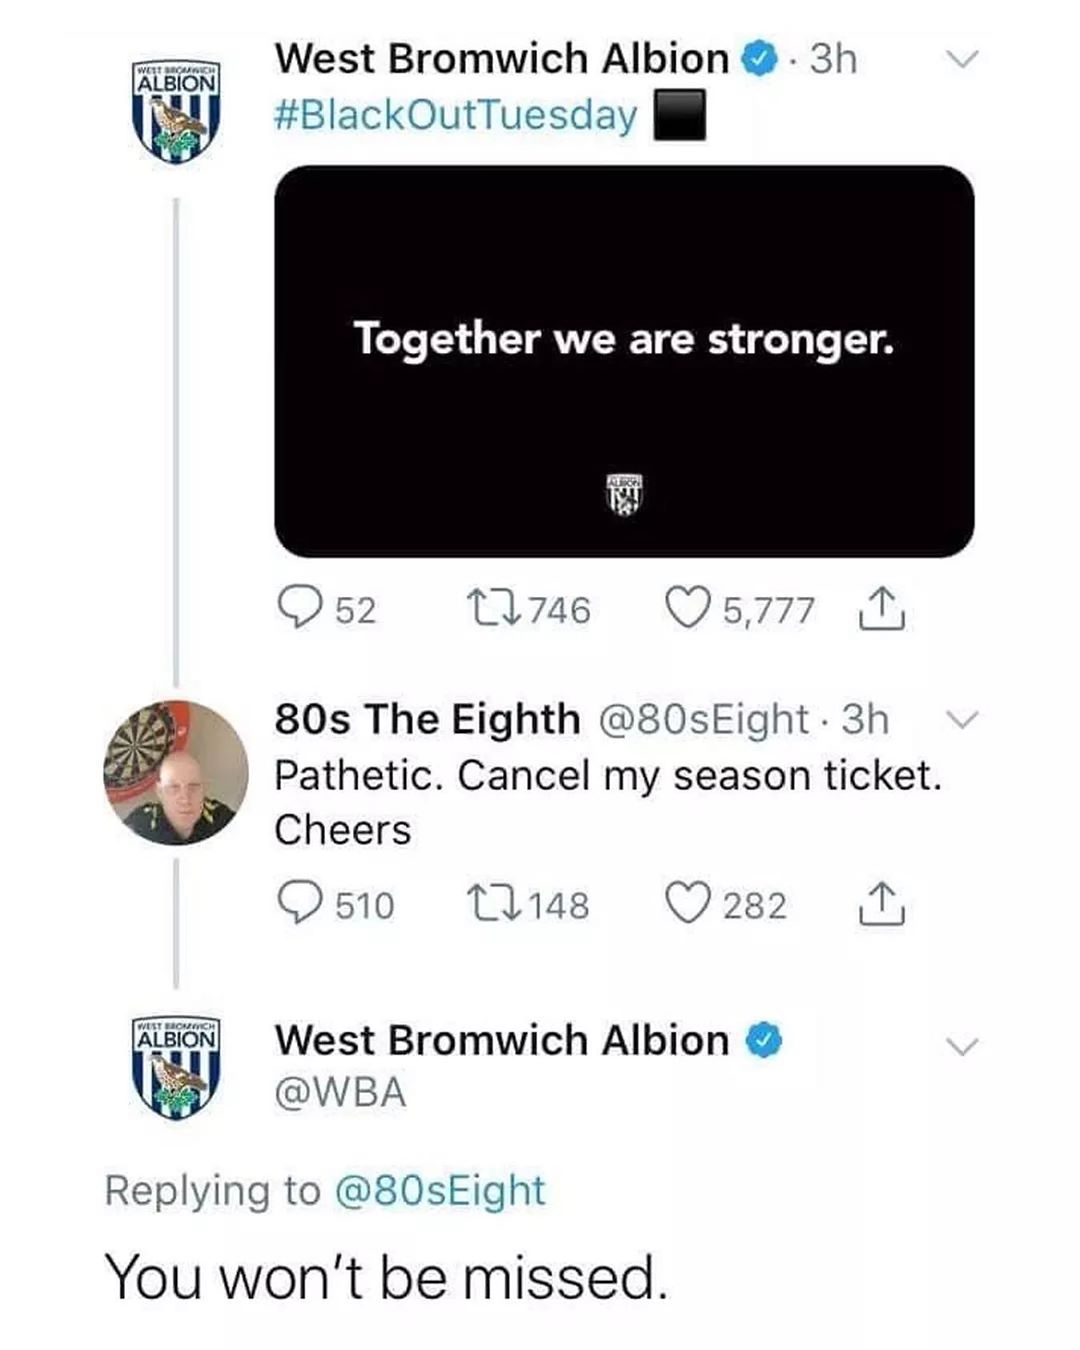 WEST BROMWICH
ALBION
West Bromwich Albion · 3h
#BlackOutTuesday
Together we are stronger.
ALBION
52 746 5,777
80s The Eighth @80sEight · 3h
Pathetic. Cancel my season ticket.
Cheers
510 148 282
WEST BROMWICH
ALBION
West Bromwich Albion
@WBA
Replying to @80sEight
You won't be missed.